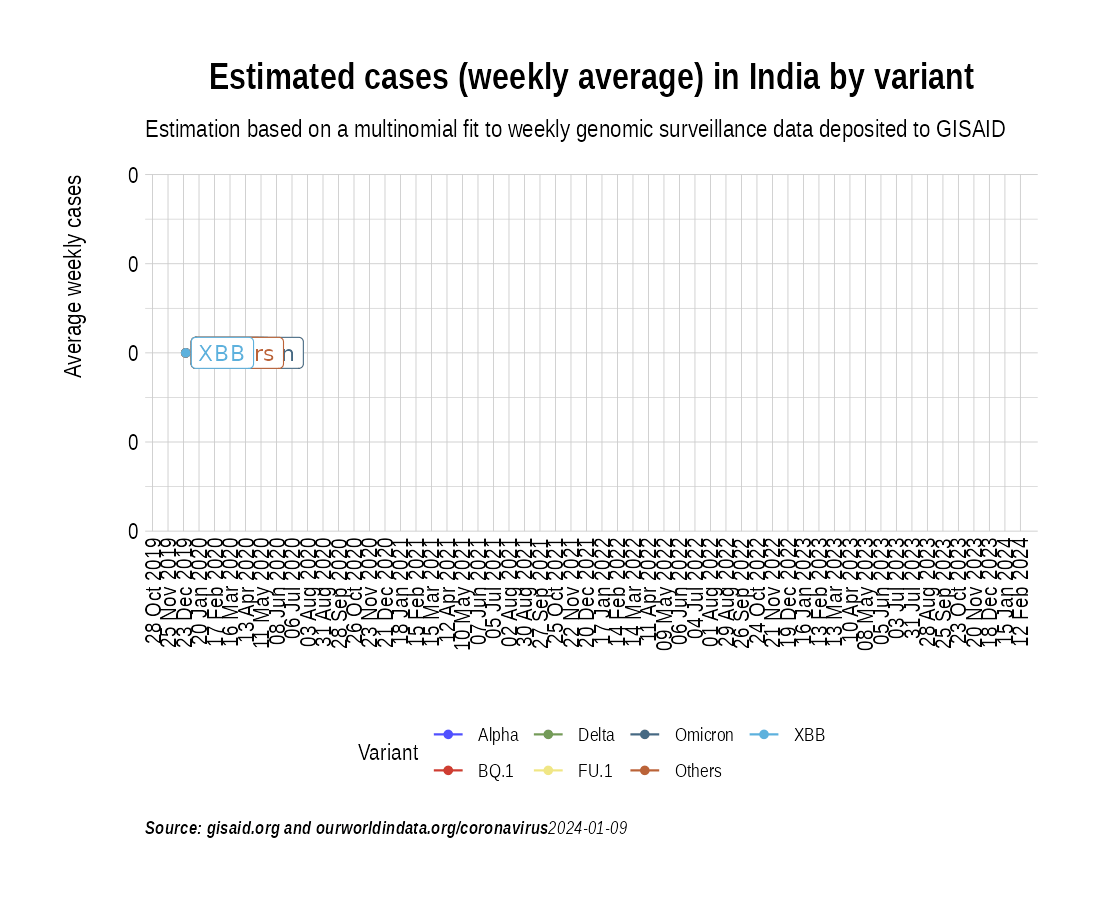 Estimated cases (weekly average) in India by variant
Estimation based on a multinomial fit to weekly genomic surveillance data deposited to GISAID
Average weekly cases
0
0
0
0
0
XBB rs n
28 Oct 2019
25 Nov 2019
23 Dec 2019
20 Jan 2020
17 Feb 2020
16 Mar 2020
13 Apr 2020
11 May 2020
08 Jun 2020
06 Jul 2020
03 Aug 2020
31 Aug 2020
28 Sep 2020
26 Oct 2020
23 Nov 2020
21 Dec 2020
18 Jan 2021
15 Feb 2021
15 Mar 2021
12 Apr 2021
10 May 2021
07 Jun 2021
05 Jul 2021
02 Aug 2021
30 Aug 2021
27 Sep 2021
25 Oct 2021
22 Nov 2021
20 Dec 2021
17 Jan 2022
14 Feb 2022
14 Mar 2022
11 Apr 2022
09 May 2022
06 Jun 2022
04 Jul 2022
01 Aug 2022
29 Aug 2022
26 Sep 2022
24 Oct 2022
21 Nov 2022
19 Dec 2022
16 Jan 2023
13 Feb 2023
13 Mar 2023
10 Apr 2023
08 May 2023
05 Jun 2023
03 Jul 2023
31 Jul 2023
28 Aug 2023
25 Sep 2023
23 Oct 2023
20 Nov 2023
18 Dec 2023
15 Jan 2024
12 Feb 2024
Variant
Alpha Delta Omicron XBB
BQ.1 FU.1 Others
Source: gisaid.org and ourworldindata.org/coronavirus2024-01-09